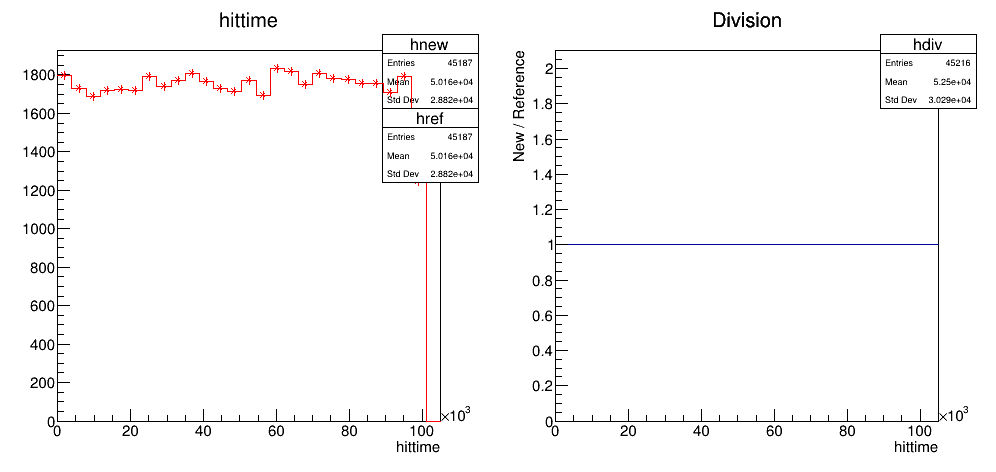 hittime
hnew
Entries 45187
Mean 5.016e+04
Std Dev 2.882e+04
href
Entries 45187
Mean 5.016e+04
Std Dev 2.882e+04
1800
1600
1400
1200
1000
800
600
400
200
0
0 20 40 60 80 100
×10³
hittime
Division
hdiv
Entries 45216
Mean 5.25e+04
Std Dev 3.029e+04
New / Reference
2
1.8
1.6
1.4
1.2
1
0.8
0.6
0.4
0.2
0
0 20 40 60 80 100
×10³
hittime